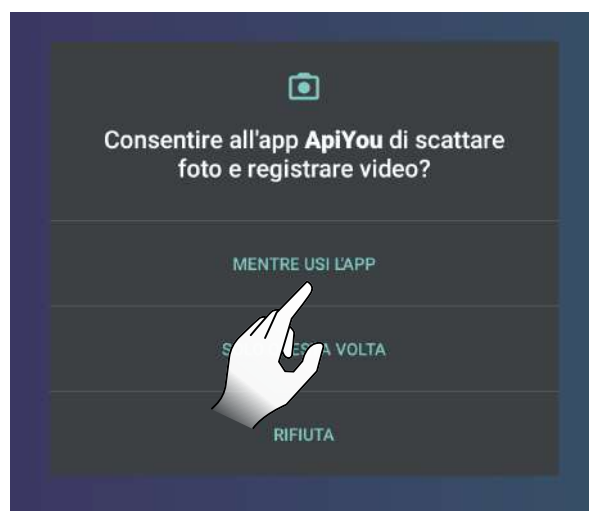 Consentire all'app ApiYou di scattare
foto e registrare video?
MENTRE USI L'APP
VOLTA
RIFIUTA